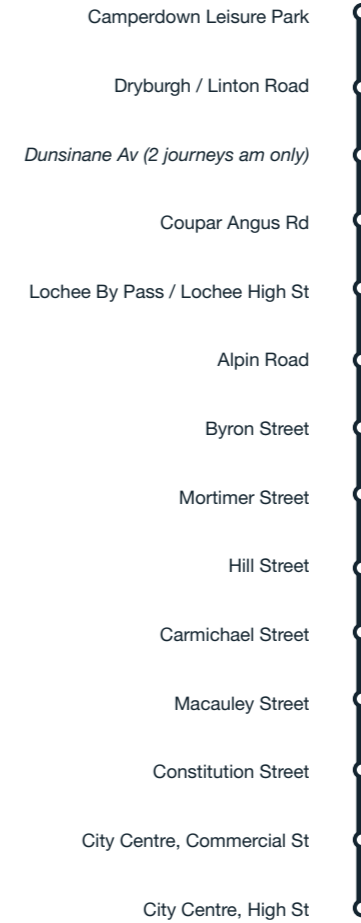 Camperdown Leisure Park
Dryburgh / Linton Road
Dunsinane Av (2 journeys am only)
Coupar Angus Rd
Lochee By Pass / Lochee High St
Alpin Road
Byron Street
Mortimer Street
Hill Street
Carmichael Street
Macauley Street
Constitution Street
City Centre, Commercial St
City Centre, High St